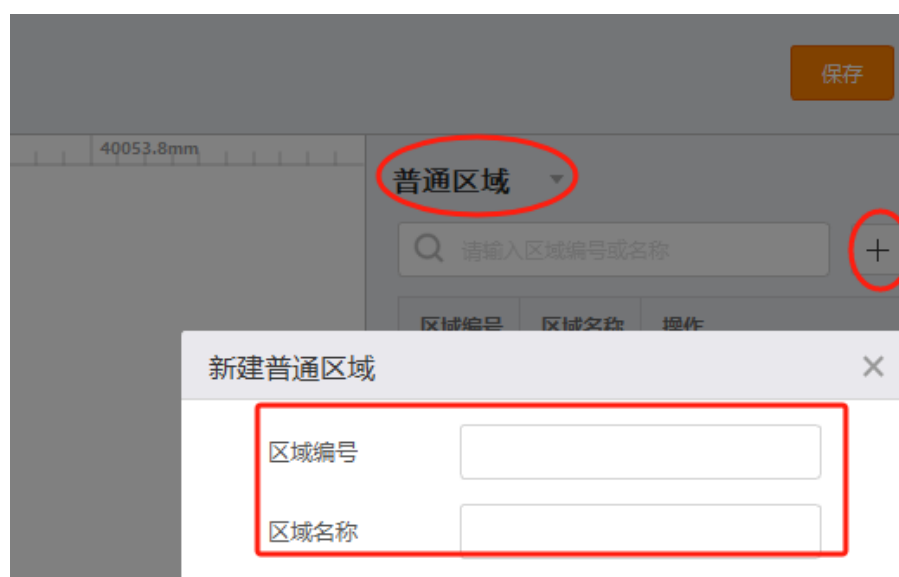 保存
40053.8mm
普通区域
请输入区域编号或名称
区域编号 区域名称 操作
新建普通区域
区域编号
区域名称